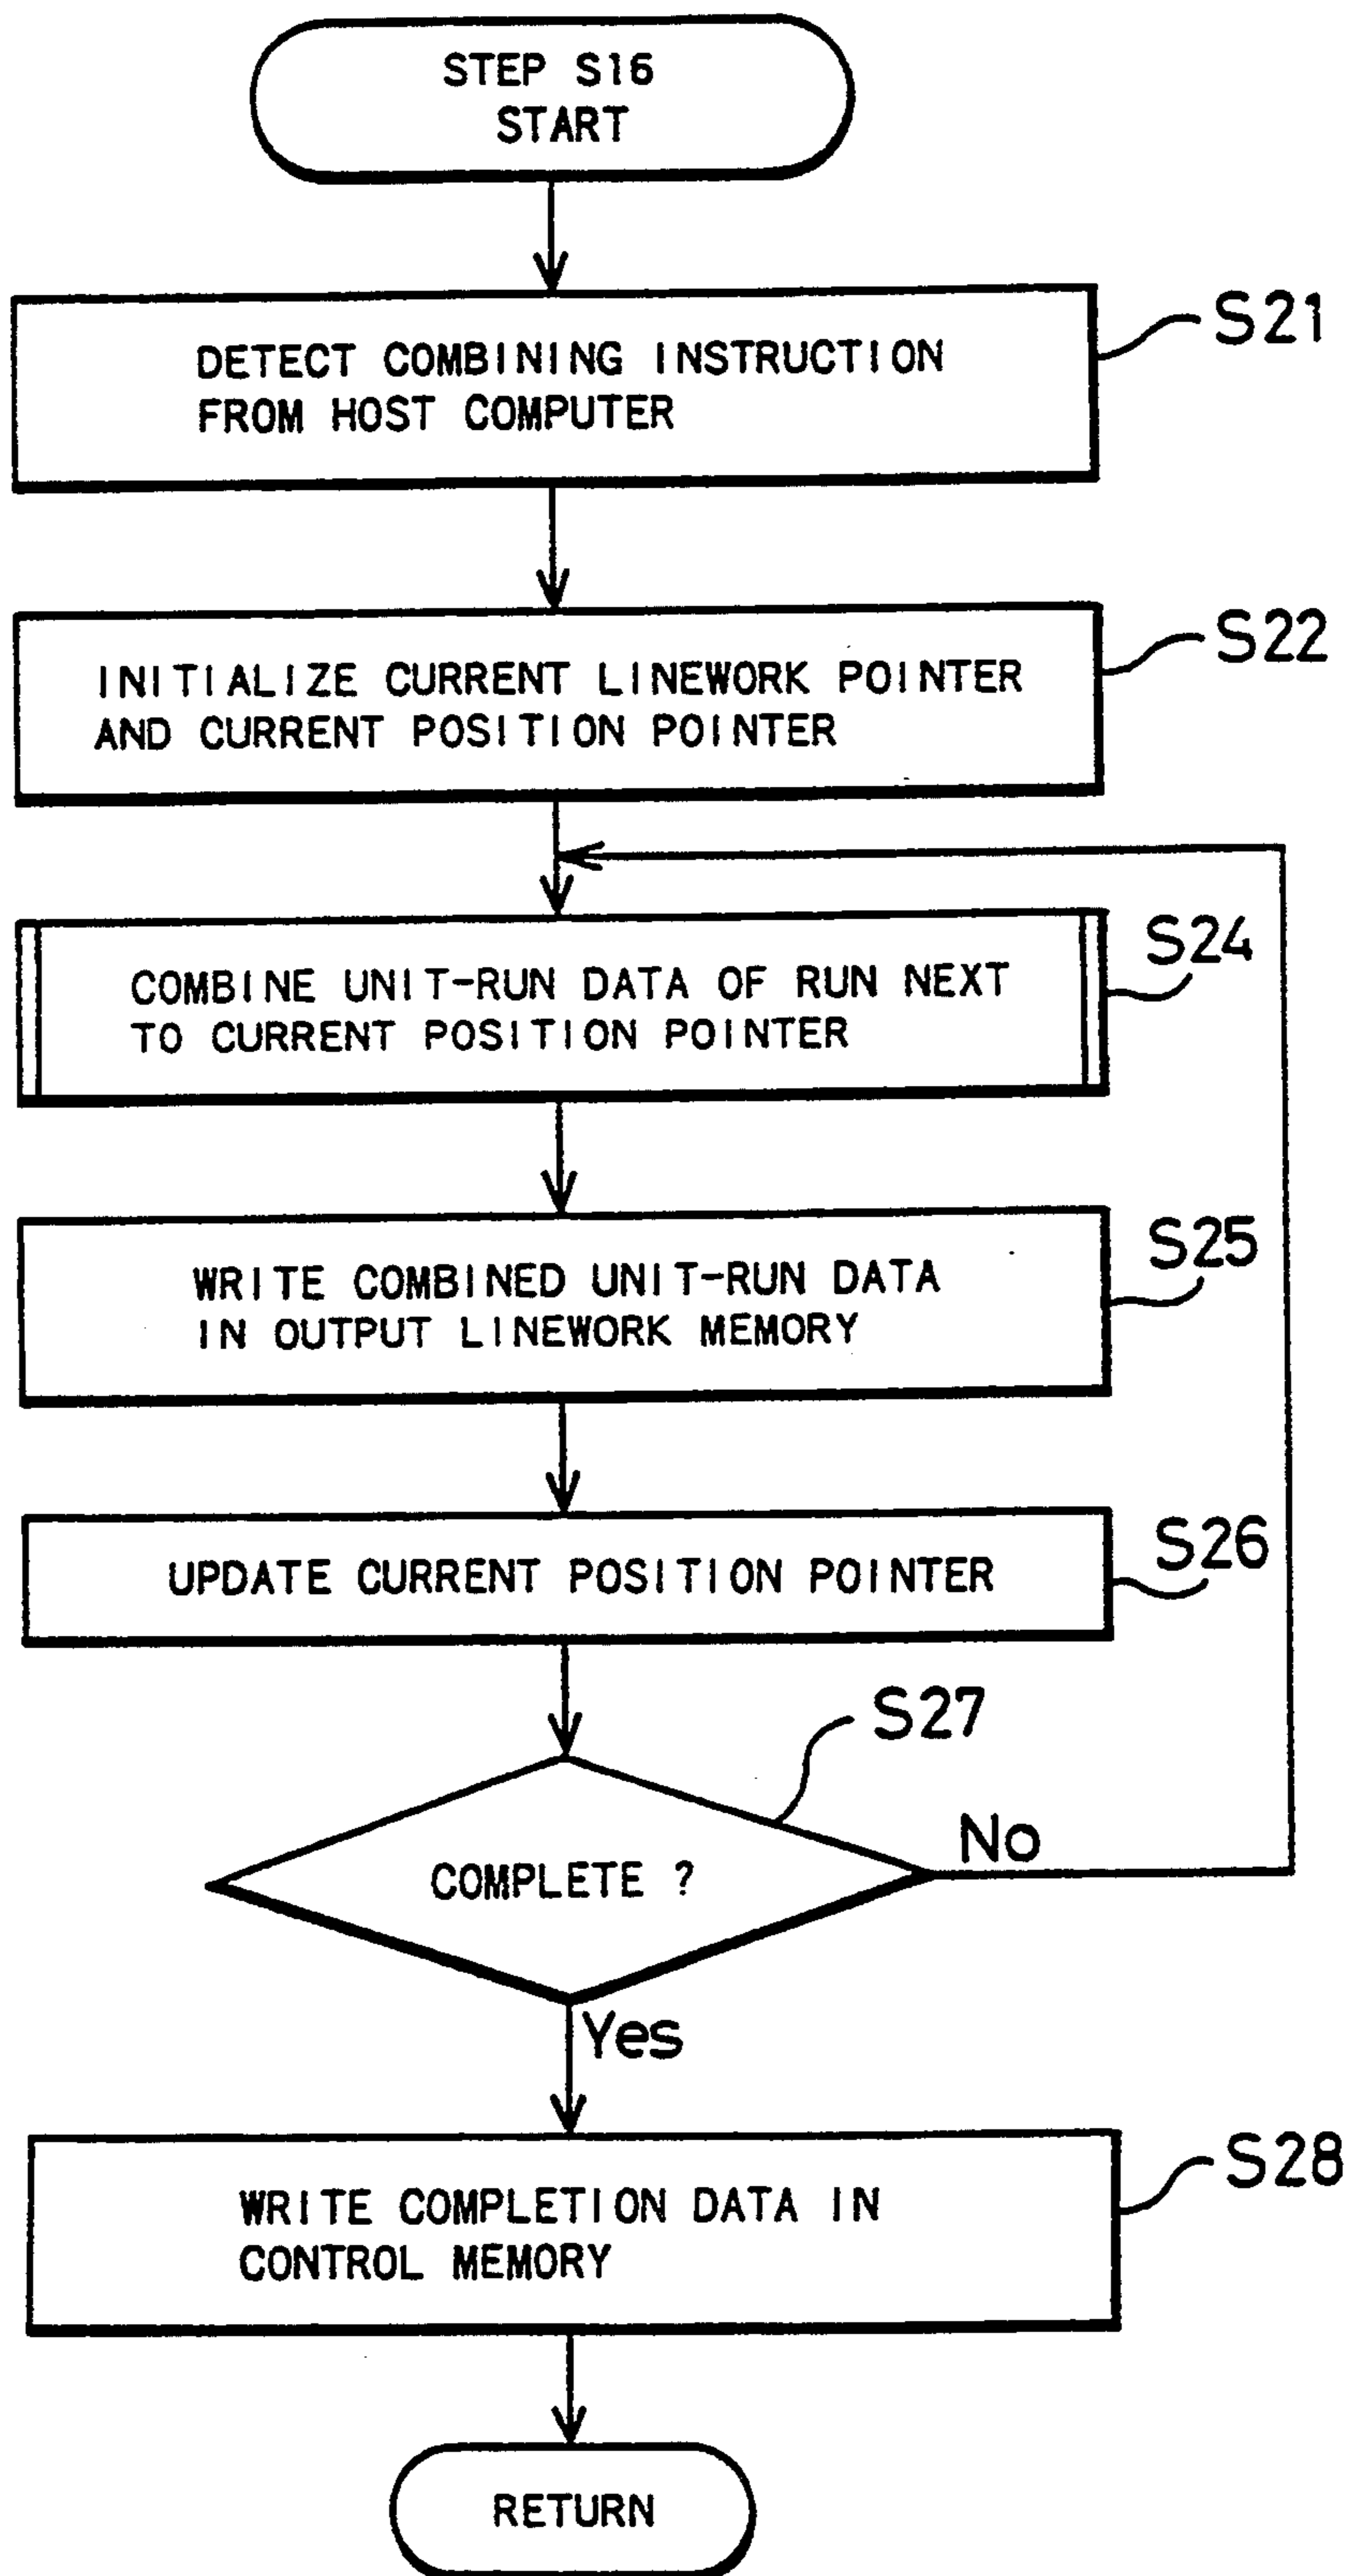 STEP S16
START
S21
DETECT COMBINING INSTRUCTION
FROM HOST COMPUTER
S22
INITIALIZE CURRENT LINEWORK POINTER
AND CURRENT POSITION POINTER
S24
COMBINE UNIT-RUN DATA OF RUN NEXT
TO CURRENT POSITION POINTER
S25
WRITE COMBINED UNIT-RUN DATA
IN OUTPUT LINEWORK MEMORY
S26
UPDATE CURRENT POSITION POINTER
S27
COMPLETE ?
No
Yes
S28
WRITE COMPLETION DATA IN
CONTROL MEMORY
RETURN